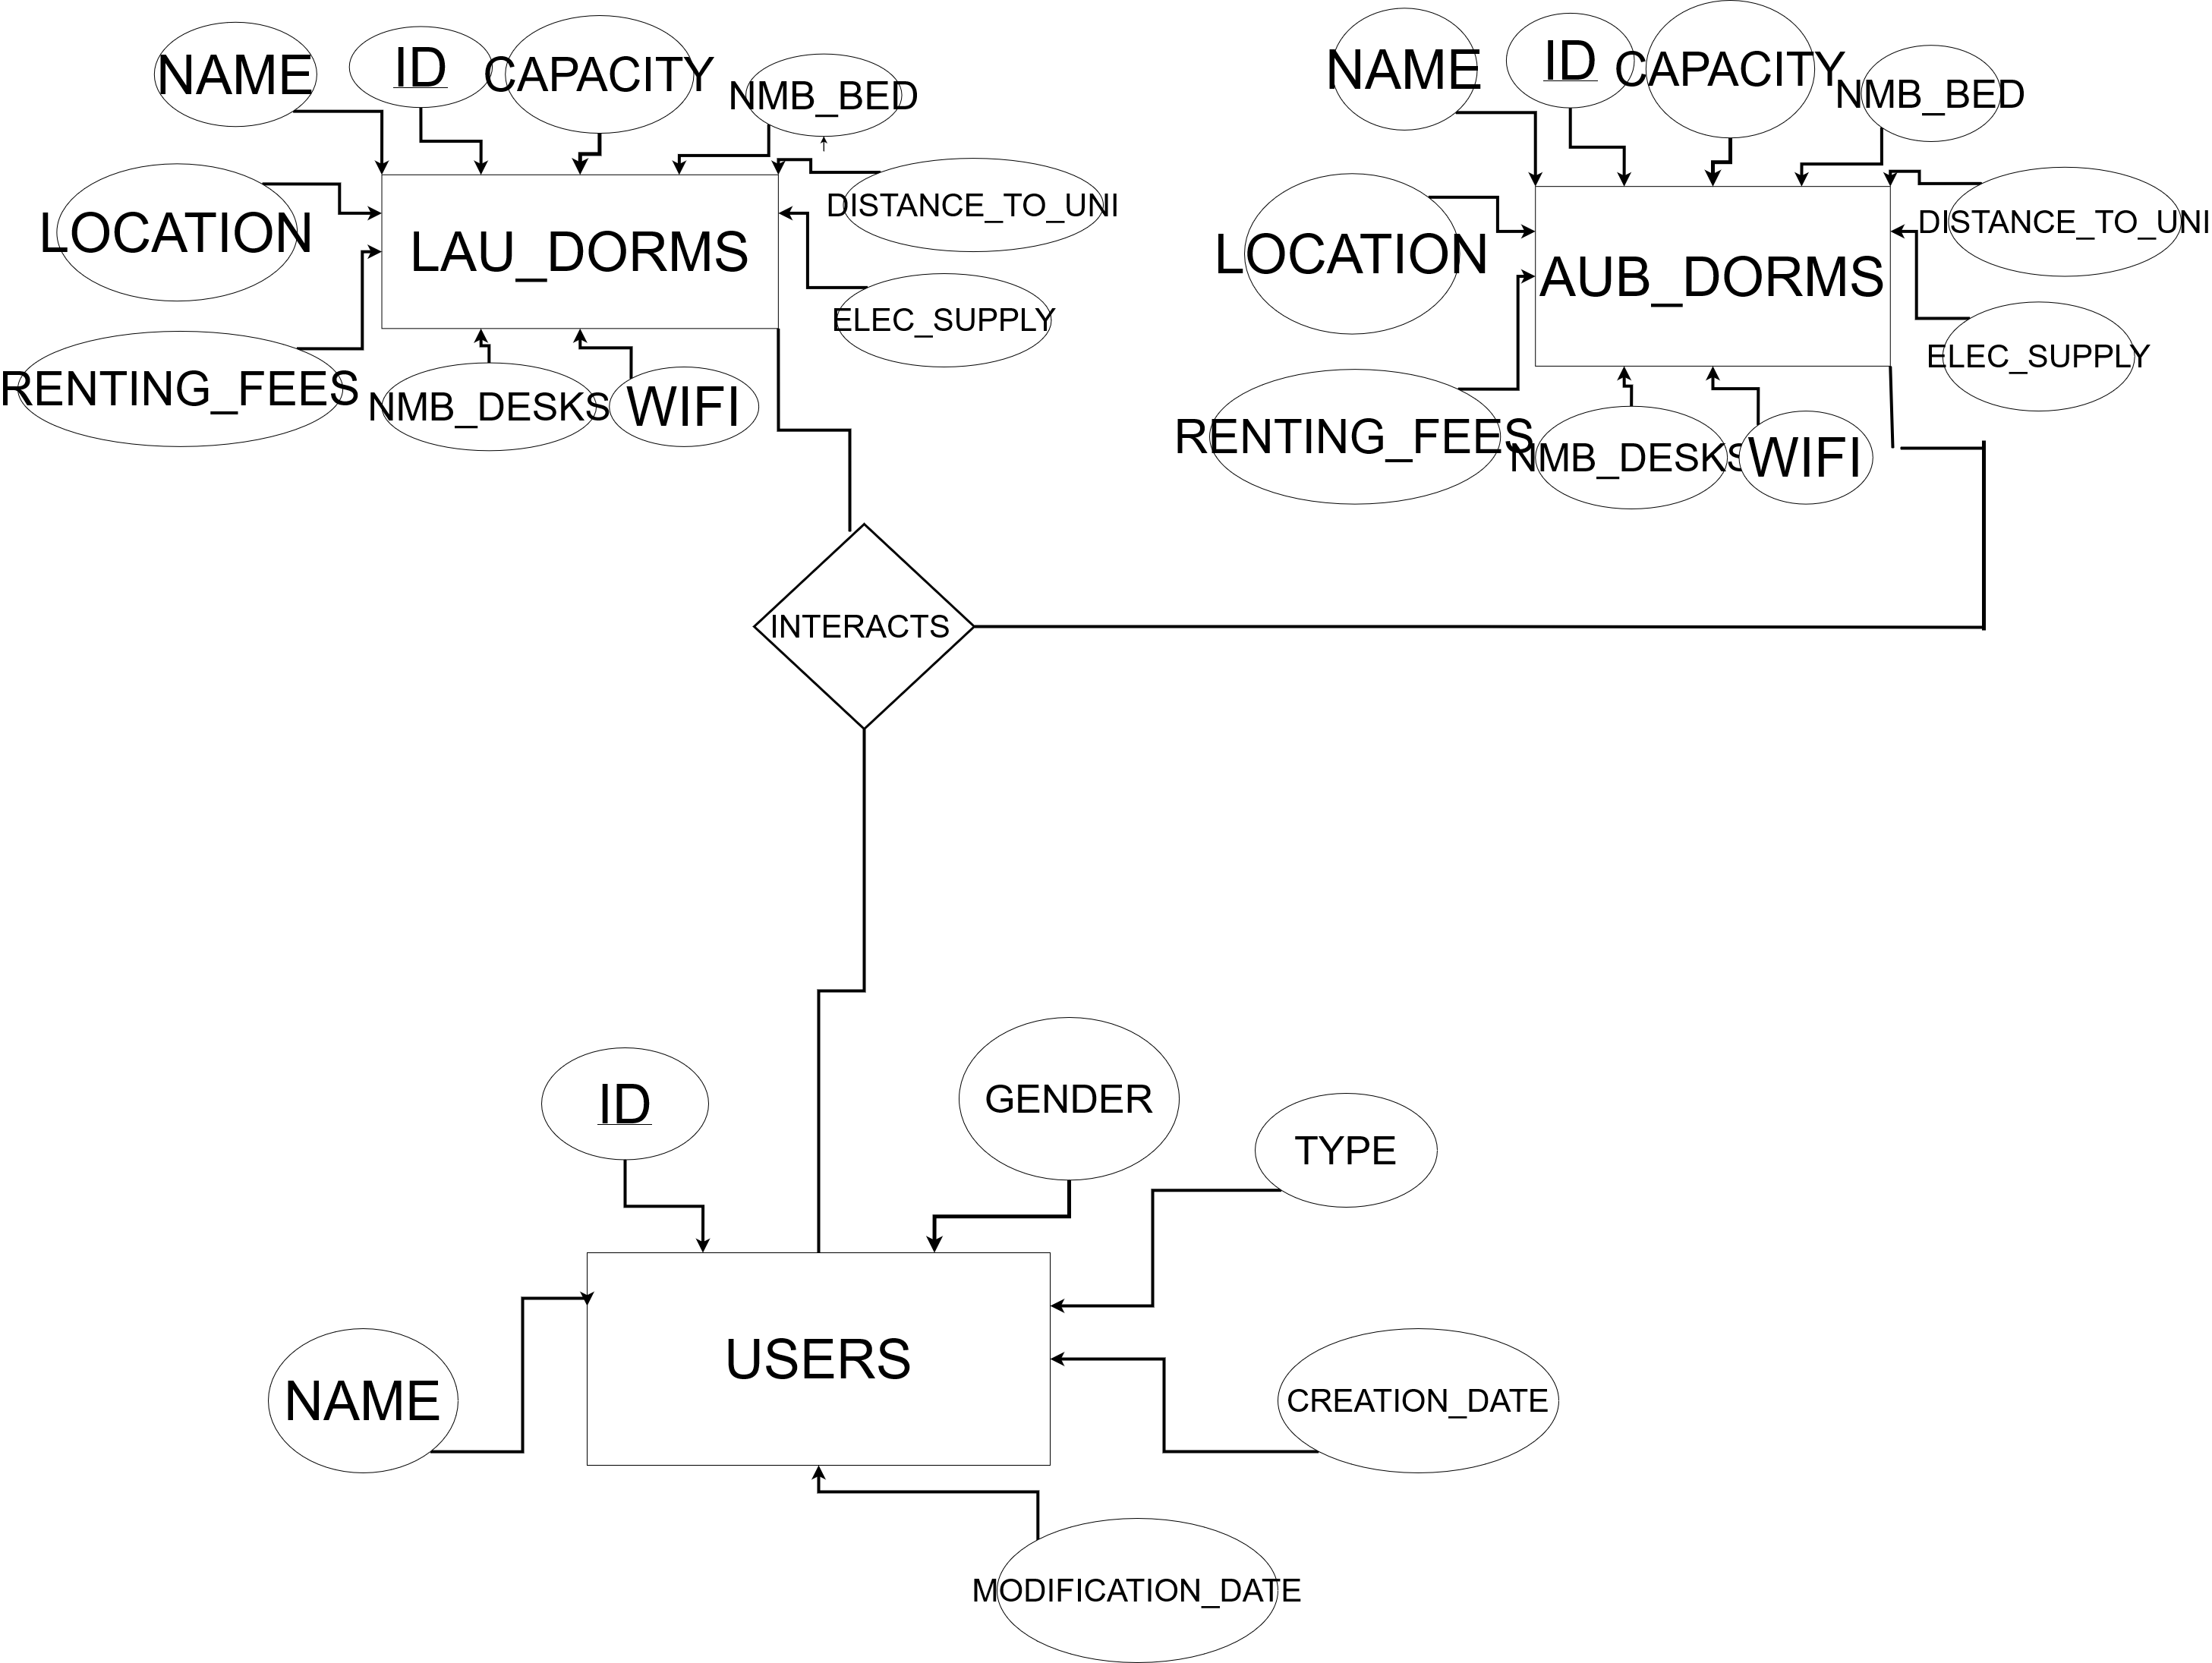 NAME
ID
CAPACITY
NMB_BED
LOCATION
LAU_DORMS
DISTANCE_TO_UNI
ELEC_SUPPLY
RENTING_FEES
NMB_DESKS
WIFI
NAME
ID
CAPACITY
NMB_BED
LOCATION
AUB_DORMS
DISTANCE_TO_UNI
ELEC_SUPPLY
RENTING_FEES
NMB_DESKS
WIFI
INTERACTS
ID
GENDER
TYPE
USERS
NAME
CREATION_DATE
MODIFICATION_DATE